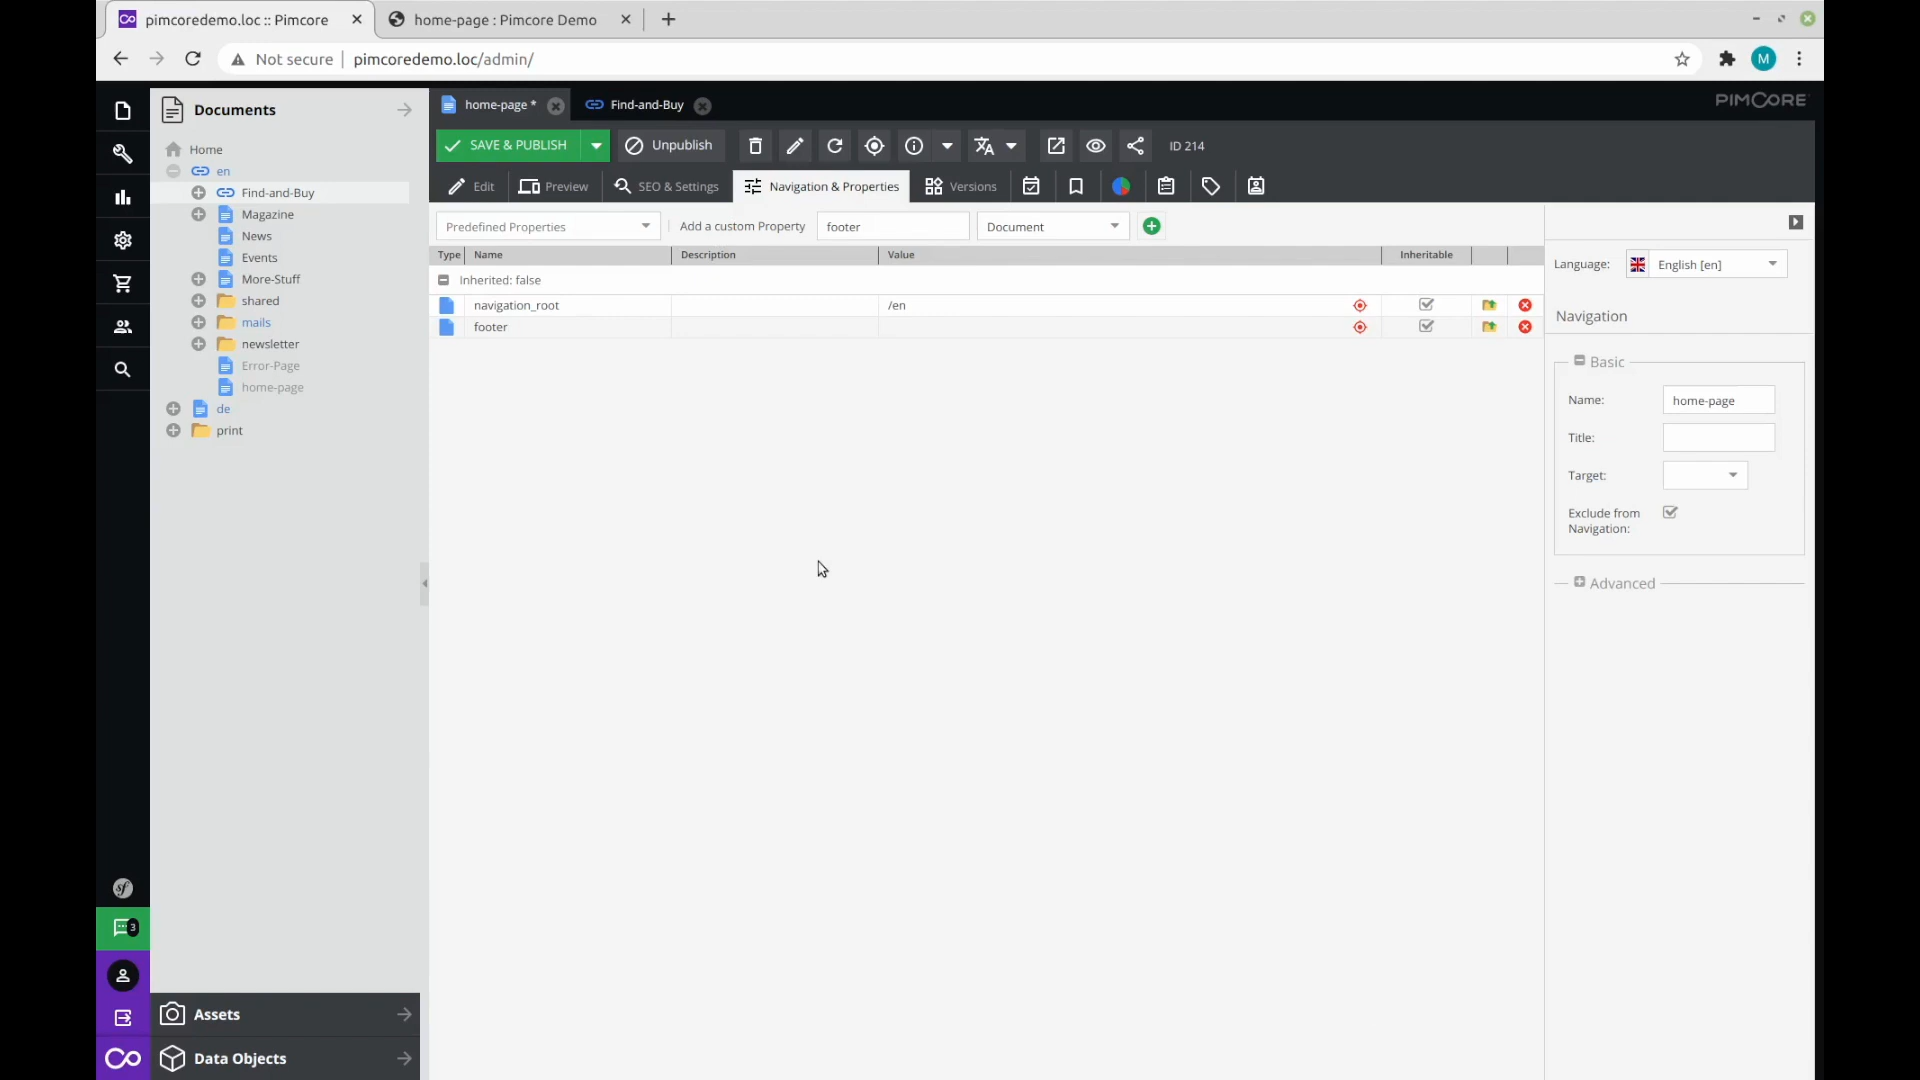 pimcoredemo.loc :: Pimcore
home-page : Pimcore Demo
Not secure
pimcoredemo.loc/admin/
M
Documents
home-page *
Find-and-Buy
PIMCORE
Home
en
Find-and-Buy
Magazine
News
Events
More-Stuff
shared
mails
newsletter
Error-Page
home-page
de
print
SAVE & PUBLISH
Unpublish
ID 214
Edit
Preview
SEO & Settings
Navigation & Properties
Versions
Predefined Properties
Add a custom Property
footer
Document
Type
Name
Description
Value
Inheritable
Inherited: false
navigation_root
/en
footer
Language:
English [en]
Navigation
Basic
Name:
home-page
Title:
Target:
Exclude from
Navigation:
Advanced
sf
3
Assets
Data Objects